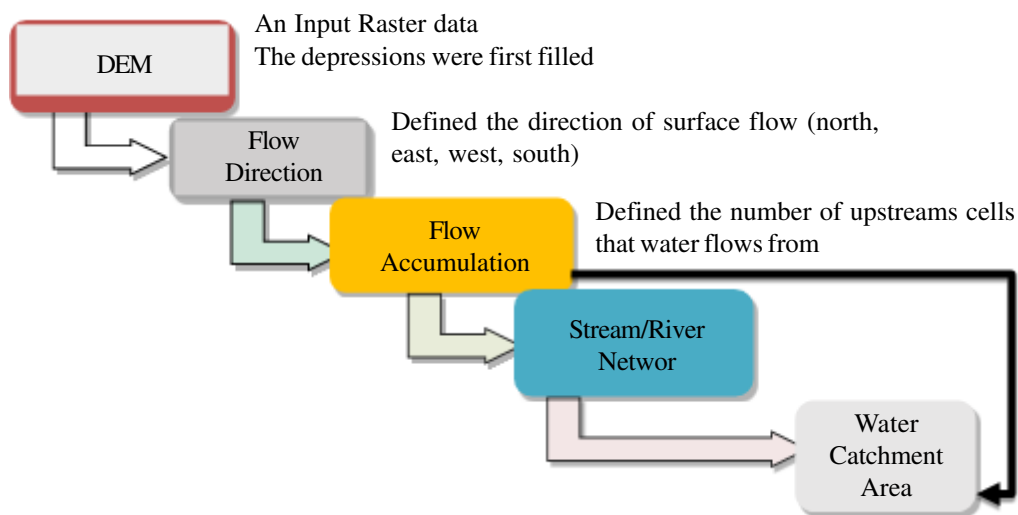 An Input Raster data
The depressions were first filled
DEM
Defined the direction of surface flow (north,
east, west, south)
Flow
Direction
Defined the number of upstreams cells
that water flows from
Flow
Accumulation
Stream/River
Networ
Water
Catchment
Area